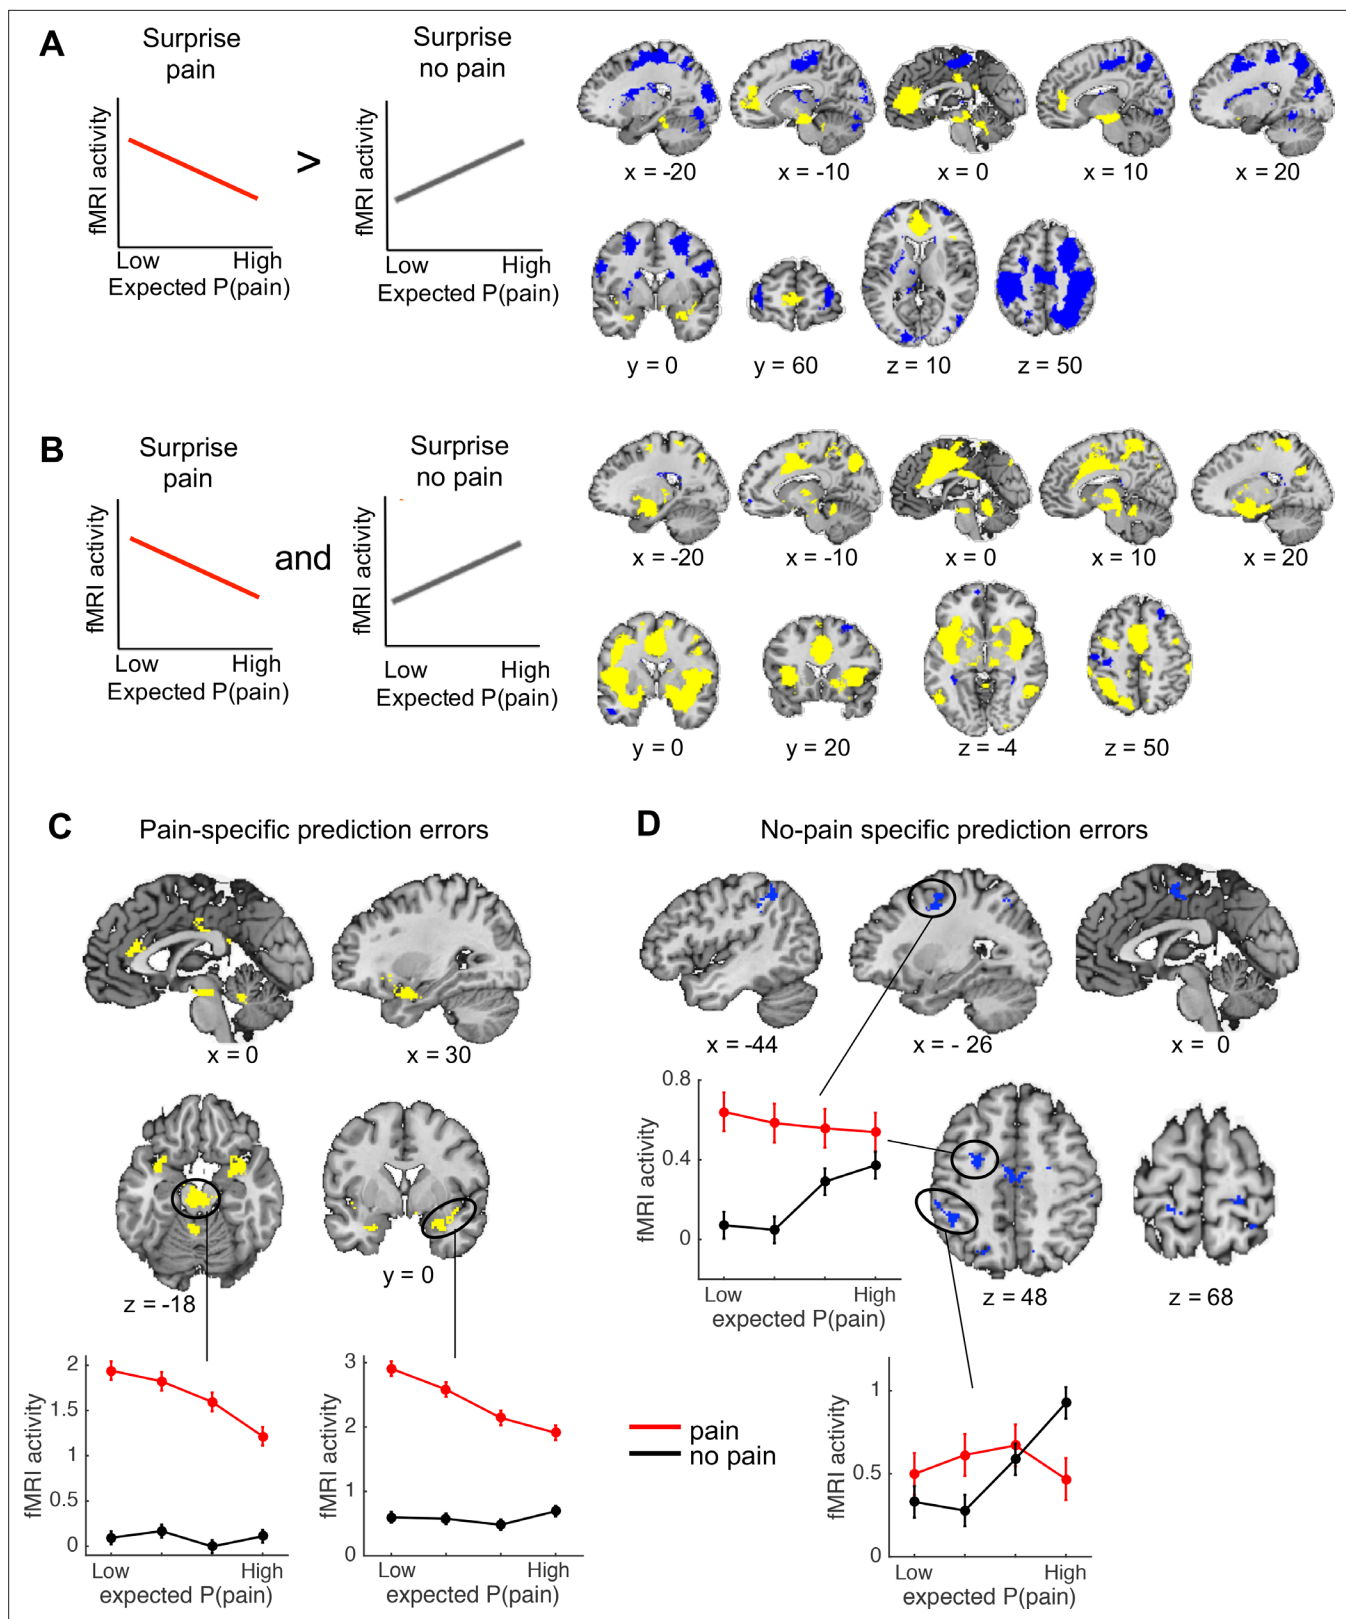 A
Surprise
pain
Surprise
no pain
fMRI activity
>
fMRI activity
Low High
Expected P(pain)
Low High
Expected P(pain)
x = -20 x = -10 x = 0 x = 10 x = 20
y = 0 y = 60 z = 10 z = 50
B
Surprise
pain
Surprise
no pain
fMRI activity
and
fMRI activity
Low High
Expected P(pain)
Low High
Expected P(pain)
x = -20 x = -10 x = 0 x = 10 x = 20
y = 0 y = 20 z = -4 z = 50
C Pain-specific prediction errors
x = 0 x = 30
z = -18
y = 0
fMRI activity
2
1.5
1
0.5
0
Low High
expected P(pain)
fMRI activity
3
2
1
0
Low High
expected P(pain)
D No-pain specific prediction errors
x = -44 x = - 26 x = 0
fMRI activity
0.8
0.4
0
Low High
expected P(pain)
z = 48 z = 68
pain
no pain
fMRI activity
1
0.5
0
Low High
expected P(pain)